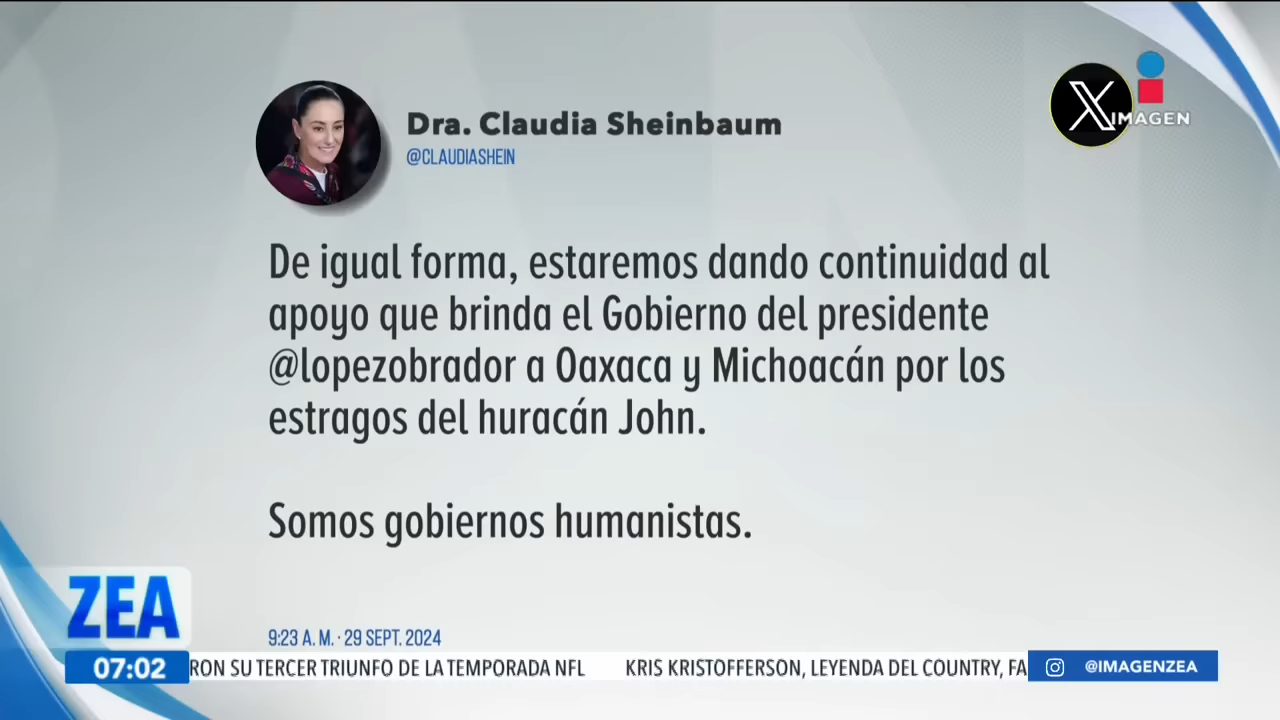 Dra. Claudia Sheinbaum
@CLAUDIASHEIN
X
IMAGEN
De igual forma, estaremos dando continuidad al
apoyo que brinda el Gobierno del presidente
@lopezobrador a Oaxaca y Michoacán por los
estragos del huracán John.
Somos gobiernos humanistas.
ZEA
9:23 A. M. · 29 SEPT. 2024
07:02
RON SU TERCER TRIUNFO DE LA TEMPORADA NFL
KRIS KRISTOFFERSON, LEYENDA DEL COUNTRY, FA
@IMAGENZEA